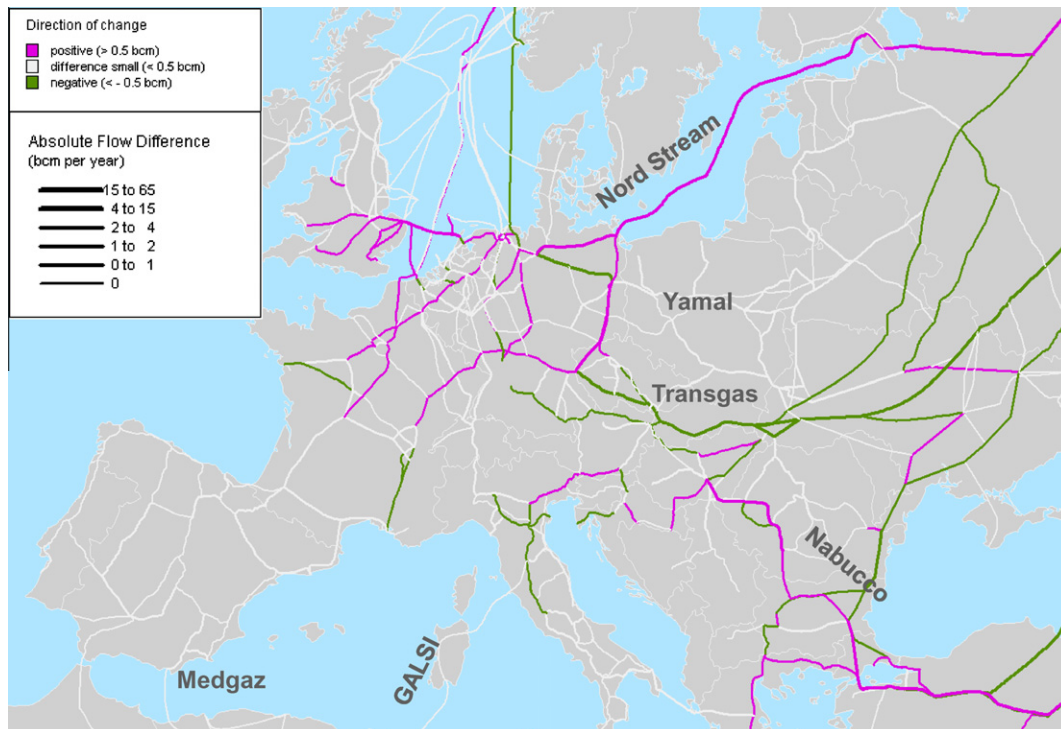 Direction of change
positive (> 0.5 bcm)
difference small (< 0.5 bcm)
negative (< - 0.5 bcm)
Absolute Flow Difference
(bcm per year)
15 to 65
4 to 15
2 to 4
1 to 2
0 to 1
0
Nord Stream
Yamal
Transgas
Nabucco
GALSI
Medgaz